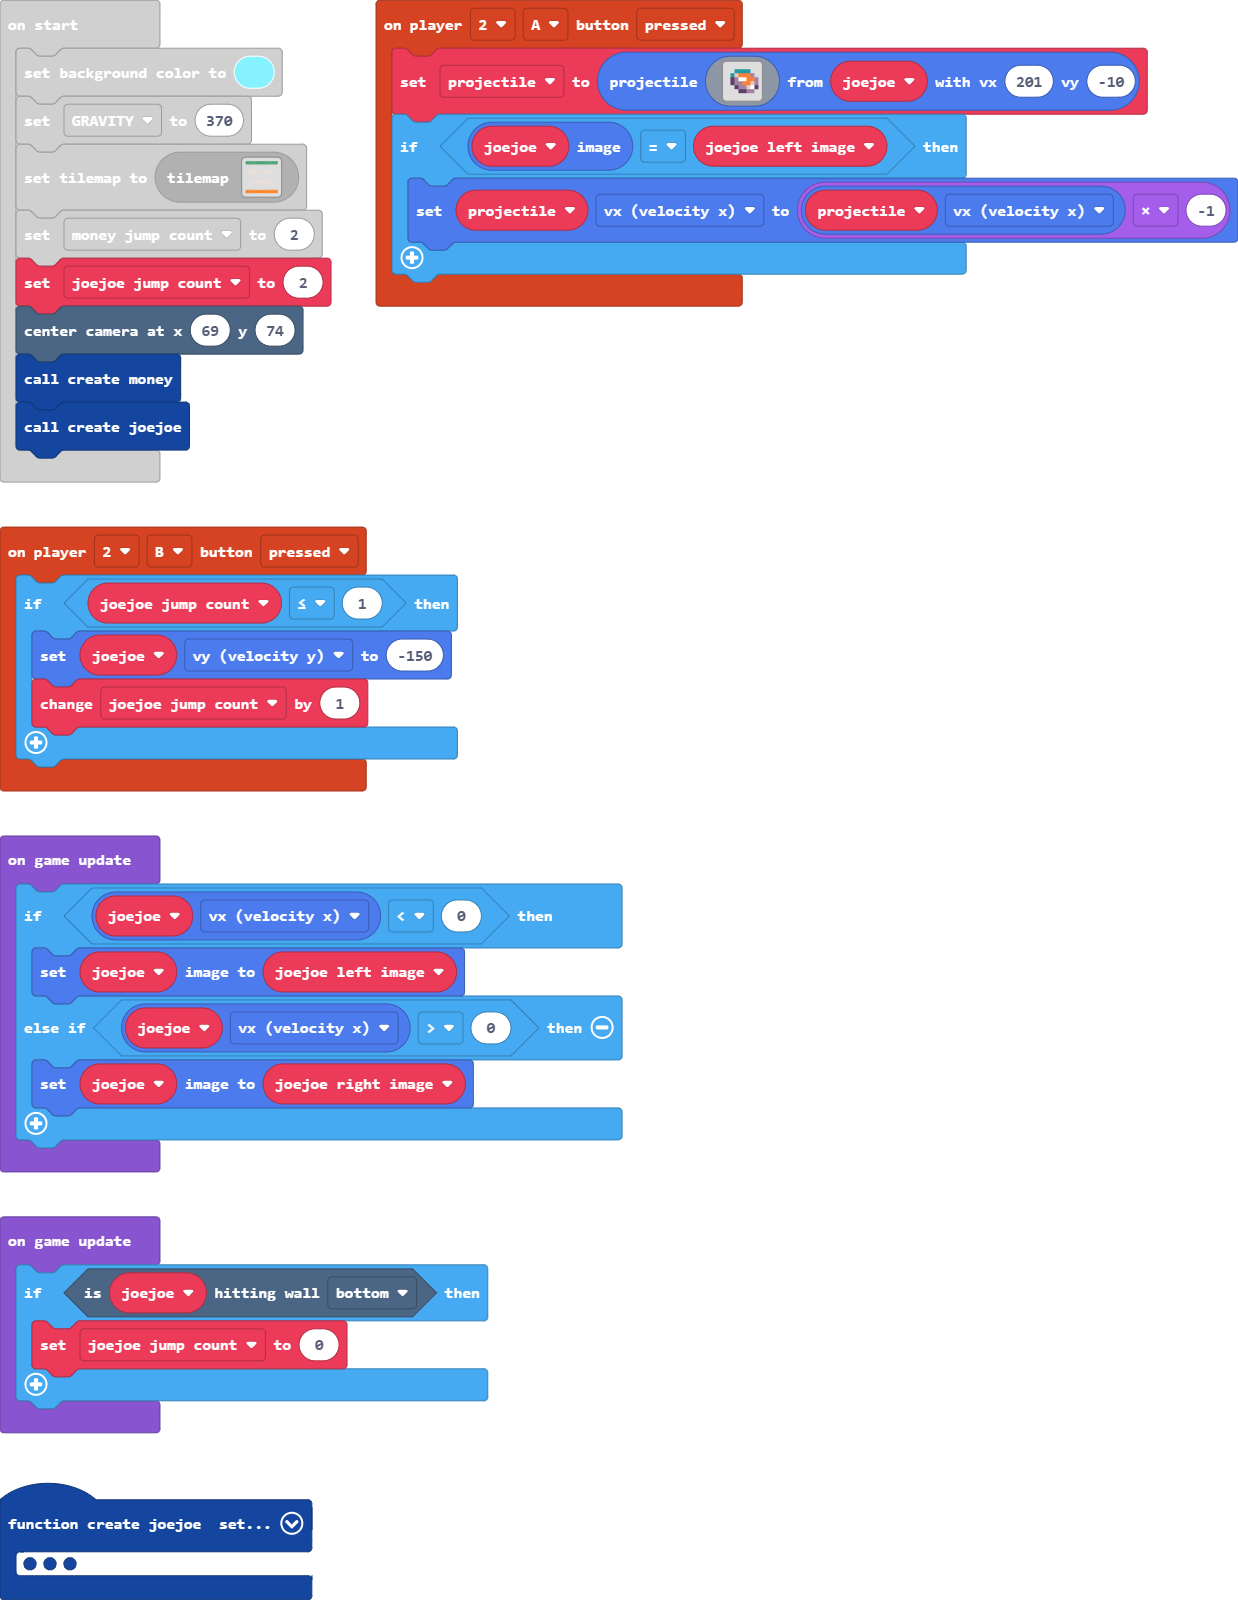 on start
set background color to
set GRAVITY to 370
set tilemap to tilemap
set money jump count to 2
set joejoe jump count to 2
center camera at x 69 y 74
call create money
call create joejoe
on player 2 A button pressed
set projectile to projectile from joejoe with vx 201 vy -10
if joejoe image = joejoe left image then
set projectile vx (velocity x) to projectile vx (velocity x) × -1
on player 2 B button pressed
if joejoe jump count ≤ 1 then
set joejoe vy (velocity y) to -150
change joejoe jump count by 1
on game update
if joejoe vx (velocity x) < 0 then
set joejoe image to joejoe left image
else if joejoe vx (velocity x) > 0 then
set joejoe image to joejoe right image
on game update
if is joejoe hitting wall bottom then
set joejoe jump count to 0
function create joejoe set...